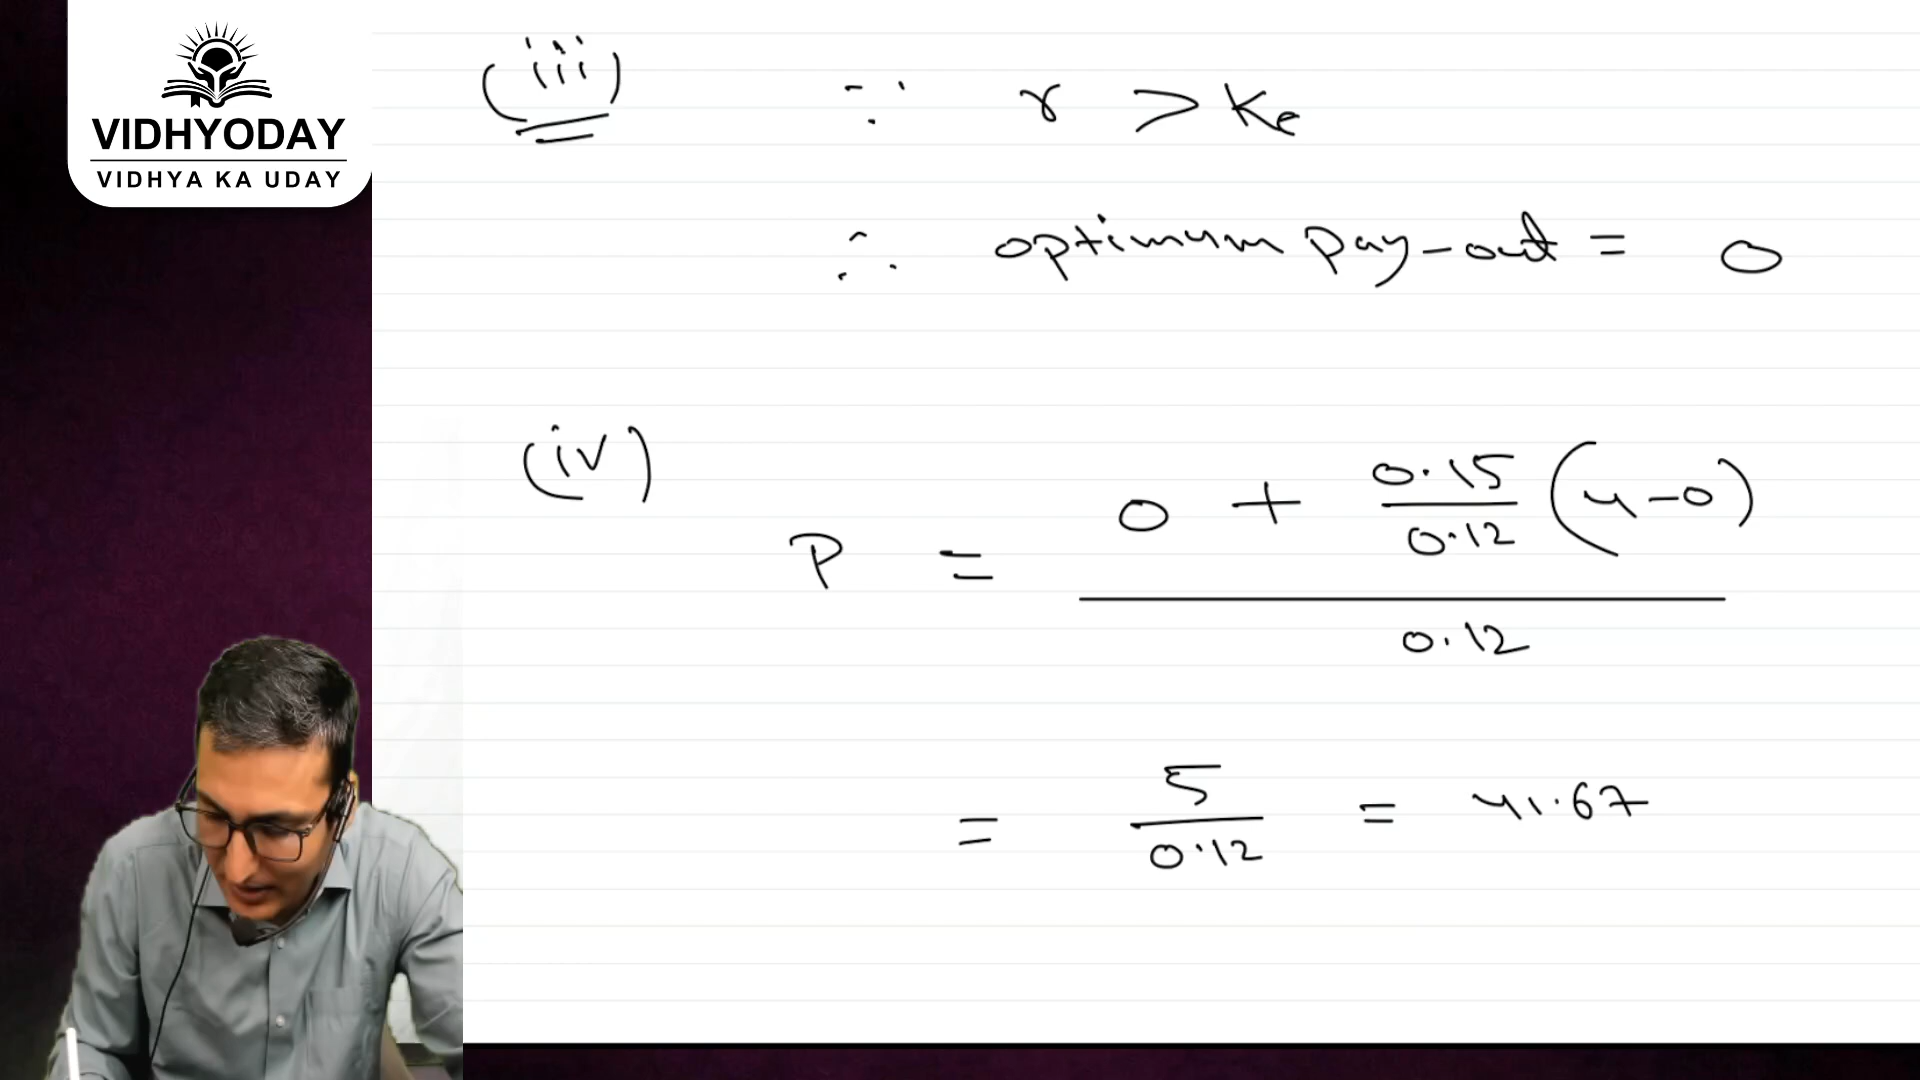 VIDHYODAY
VIDHYA KA UDAY
(iii) ∵ r > Ke
∴ optimum pay-out = 0
(iv) P = 0 + 0.15/0.12 (4-0)
0.12
= 5/0.12 = 41.67